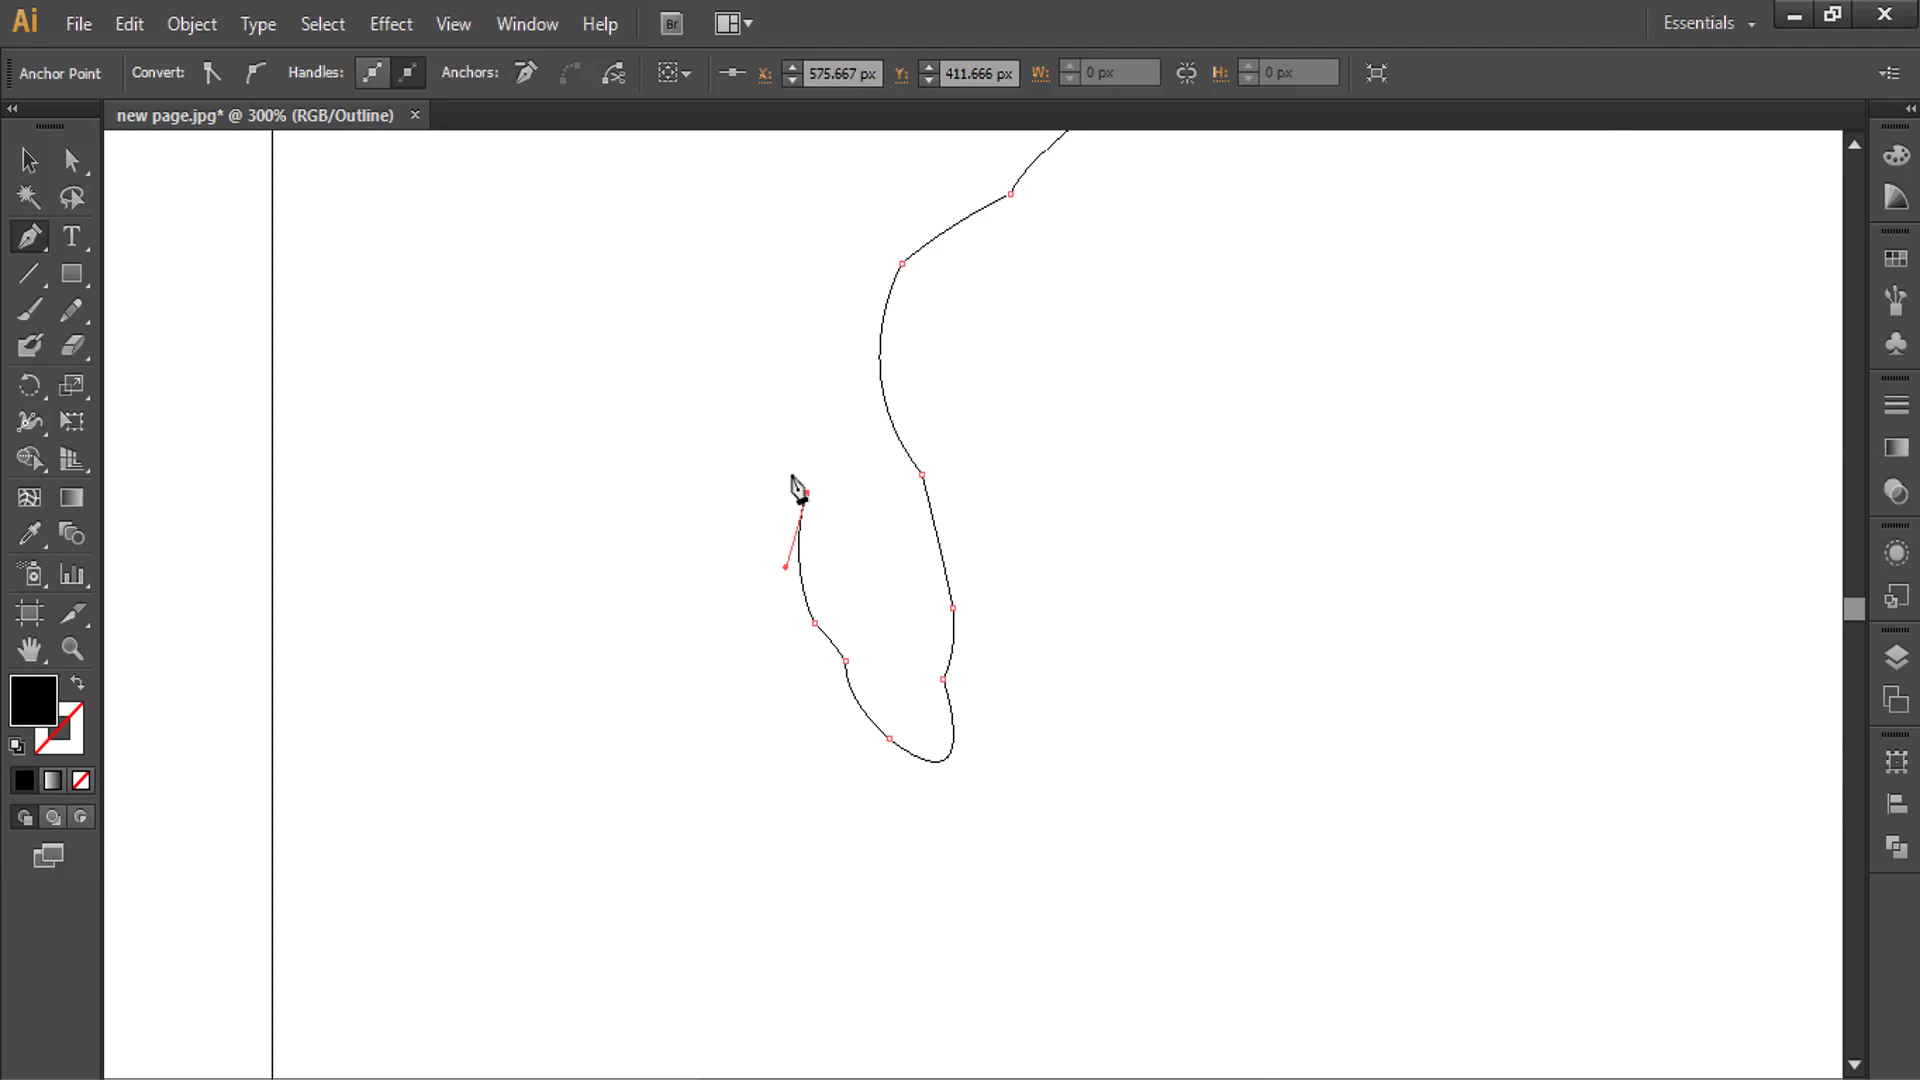 Ai File Edit Object Type Select Effect View Window Help Br Essentials
Anchor Point Convert: Handles: Anchors: X: 575.667 px Y: 411.666 px W: 0 px H: 0 px
new page.jpg* @ 300% (RGB/Outline)
T